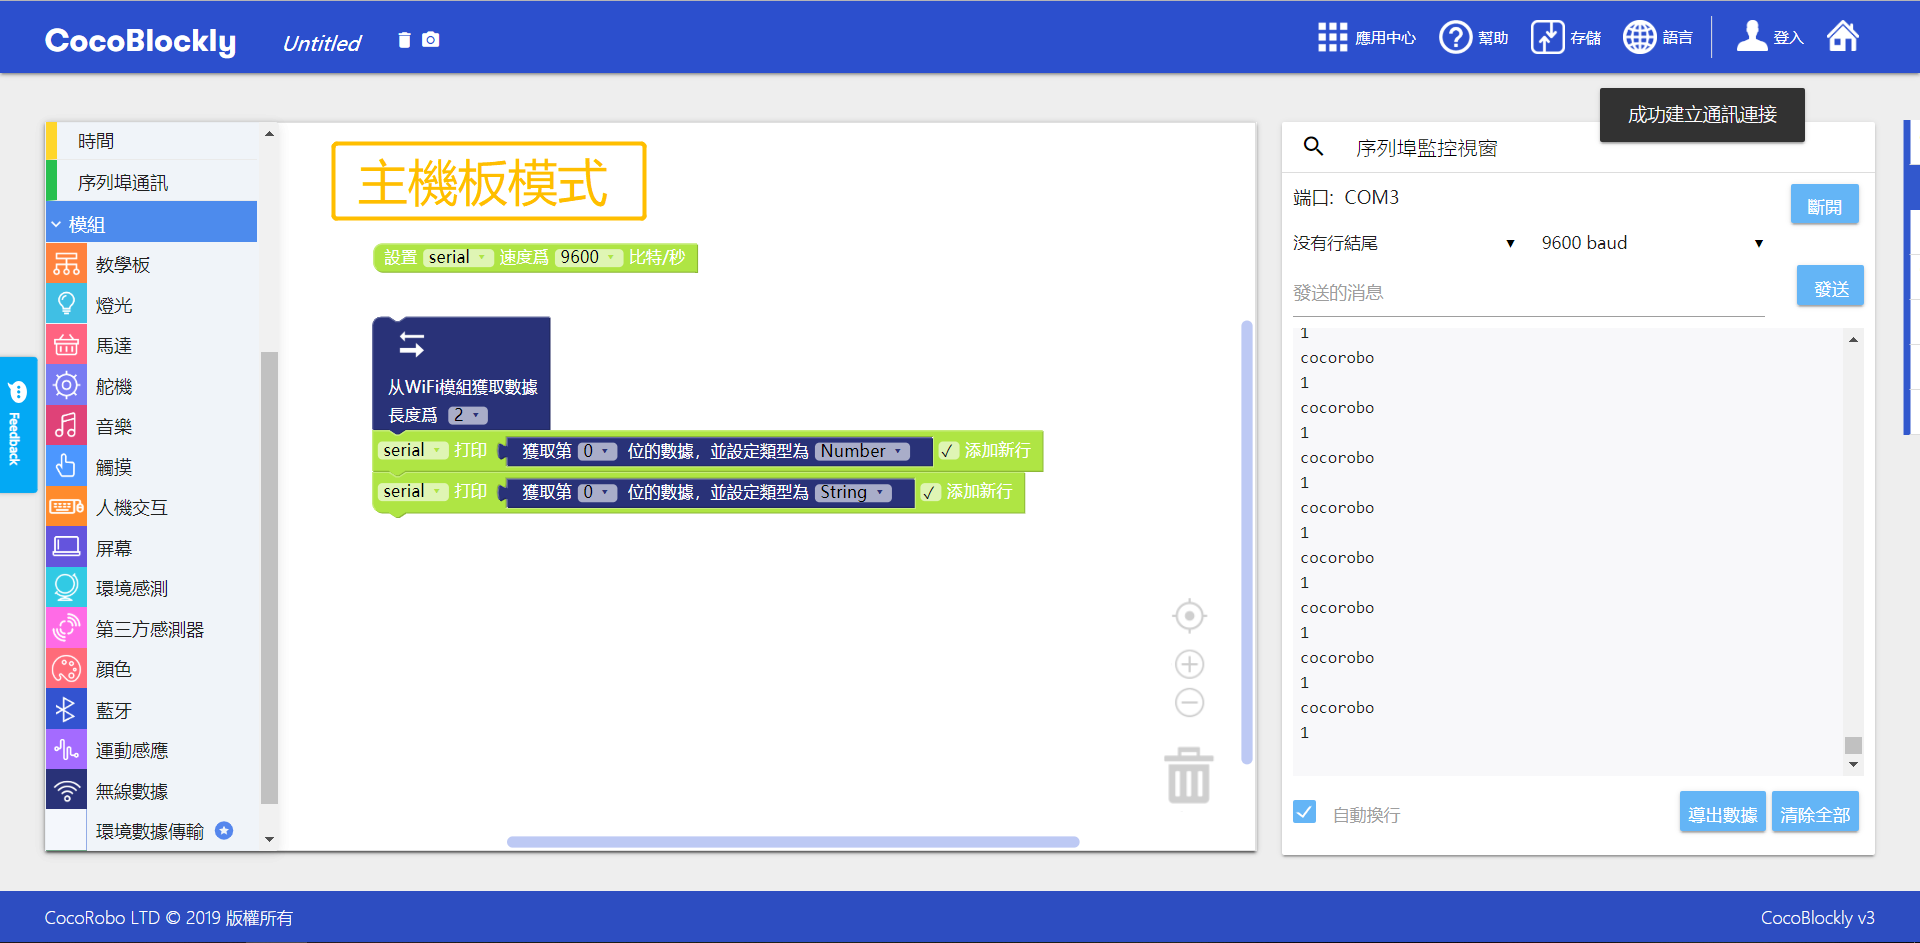 CocoBlockly
Untitled
應用中心
幫助
存儲
語言
登入
成功建立通訊連接
時間
序列埠通訊
模組
教學板
燈光
馬達
舵機
音樂
觸摸
人機交互
屏幕
環境感測
第三方感測器
顏色
藍牙
運動感應
無線數據
環境數據傳輸
Feedback
主機板模式
設置 serial 速度爲 9600 比特/秒
从WiFi模組獲取數據
長度爲 2
serial 打印 獲取第 0 位的數據，並設定類型為 Number ✓ 添加新行
serial 打印 獲取第 0 位的數據，並設定類型為 String ✓ 添加新行
序列埠監控視窗
端口: COM3
斷開
没有行結尾
9600 baud
發送的消息
發送
1
cocorobo
1
cocorobo
1
cocorobo
1
cocorobo
1
cocorobo
1
cocorobo
1
cocorobo
1
cocorobo
1
自動換行
導出數據
清除全部
CocoRobo LTD © 2019 版權所有
CocoBlockly v3